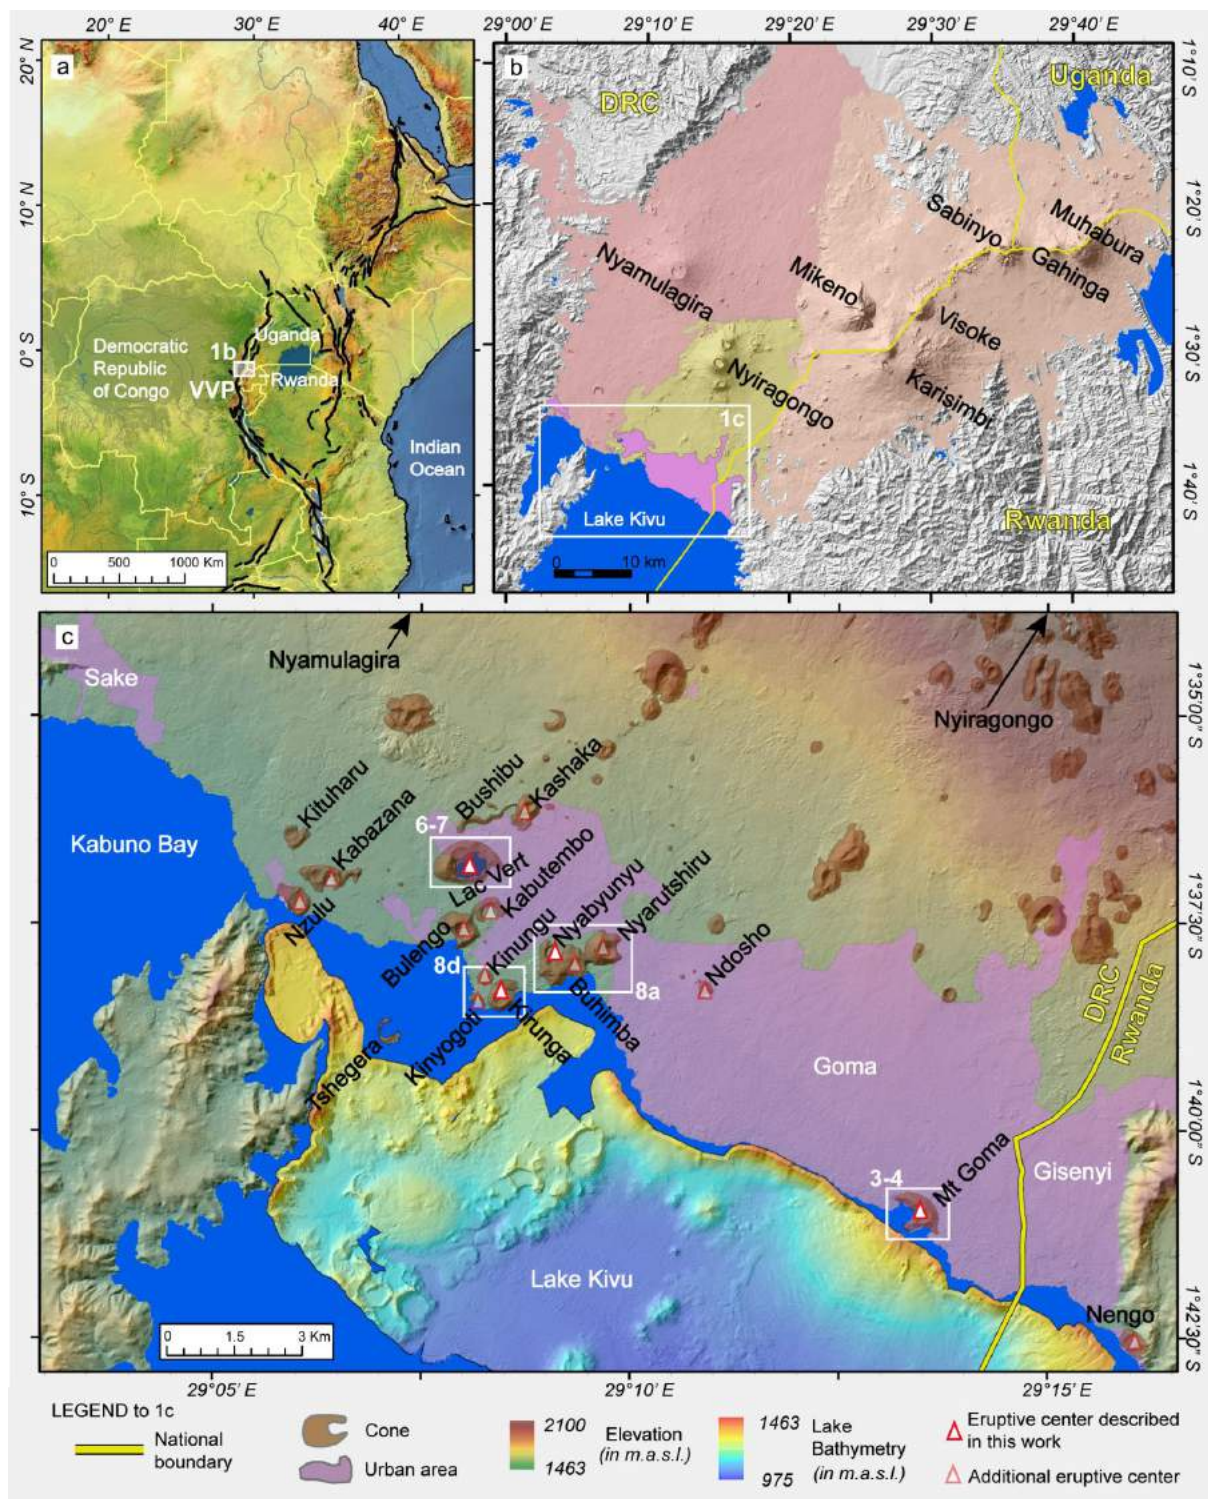 20° E
30° E
40° E
29°00' E
29°10' E
29°20' E
29°30' E
29°40' E
a
20° N
10° N
0° S
10° S
Uganda
1b
Democratic
Republic
of Congo
Rwanda
VVP
Indian
Ocean
0
500
1000 Km
b
DRC
Uganda
1°10' S
1°20' S
1°30' S
1°40' S
Sabinyo
Muhabura
Gahinga
Nyamulagira
Mikeno
Visoke
Nyiragongo
Karisimbi
1c
Rwanda
Lake Kivu
0
10 km
c
Nyamulagira
Sake
Nyiragongo
1°35'00" S
Kituharu
Bushibu
Kashaka
Kabazana
6-7
Kabuno Bay
Lac Vert
Kabutembo
Nzulu
Bulengo
Kinungu
Nyabyunyu
Nyarutshiru
1°37'30" S
8d
8a
Ndosho
Buhimba
Kirunga
Kinyogoti
Tshegera
DRC
Rwanda
Goma
1°40'00" S
Mt Goma
Gisenyi
3-4
Lake Kivu
Nengo
1°42'30" S
0
1.5
3 Km
29°05' E
29°10' E
29°15' E
LEGEND to 1c
National
boundary
Cone
Urban area
2100
1463
Elevation
(in m.a.s.l.)
1463
975
Lake
Bathymetry
(in m.a.s.l.)
Eruptive center described
in this work
Additional eruptive center